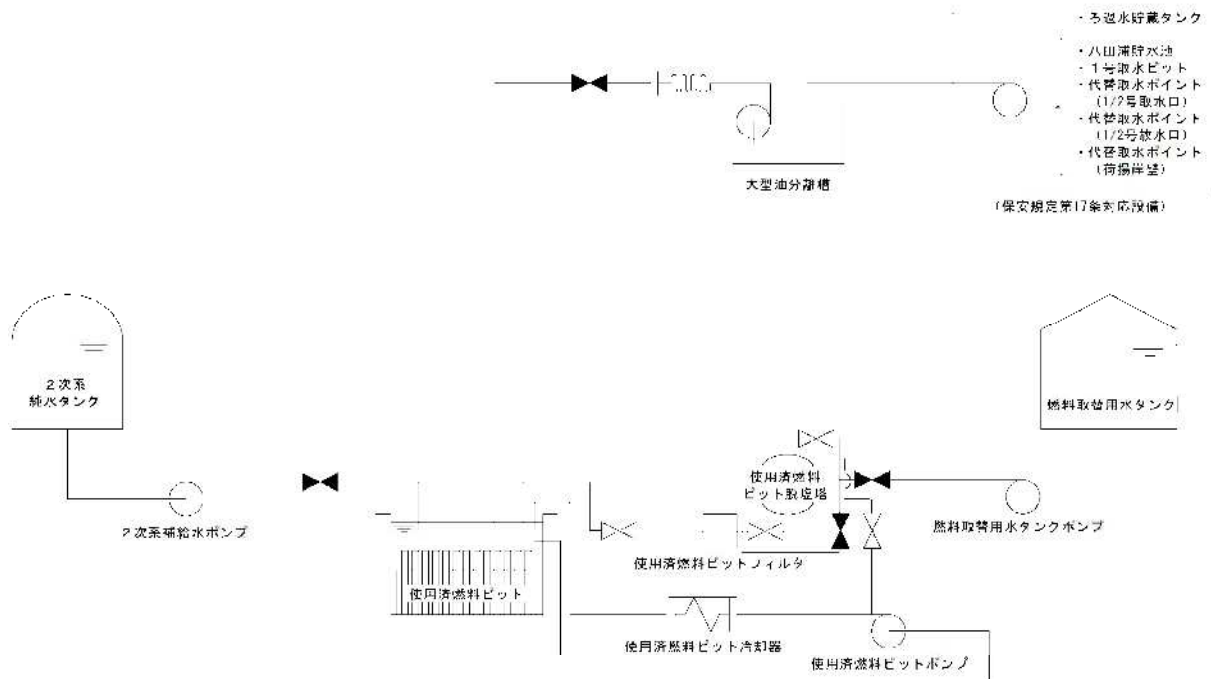 ・ろ過水貯蔵タンク
・八田浦貯水池
・1号取水ピット
・代替取水ポイント
(1/2号取水口)
・代替取水ポイント
(1/2号放水口)
・代替取水ポイント
(荷揚岸壁)
大型油分離槽
(保安規定第17条対応設備)
2次系
純水タンク
燃料取替用水タンク
使用済燃料
ピット脱塩塔
2次系補給水ポンプ
燃料取替用水タンクポンプ
使用済燃料ピットフィルタ
使用済燃料ピット
使用済燃料ピット冷却器
使用済燃料ピットポンプ